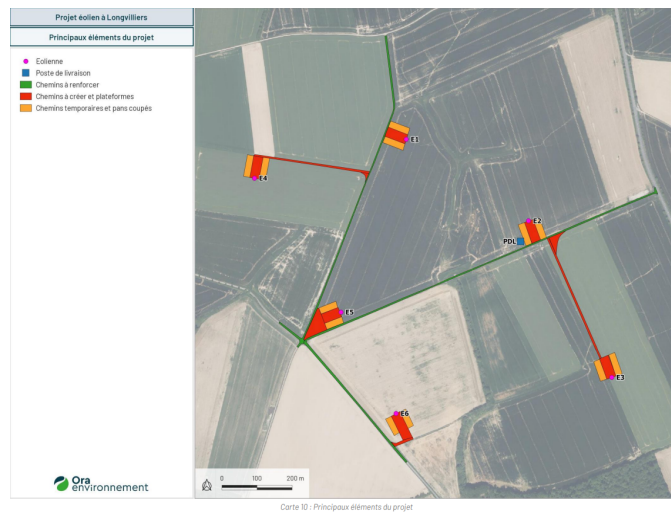 Projet éolien à Longvilliers
Principaux éléments du projet
Eolienne
Poste de livraison
Chemins à renforcer
Chemins à créer et plateformes
Chemins temporaires et pans coupés
E1
E4
E2
PDL
E5
E3
E6
Ora
environnement
0 100 200 m
Carte 10 : Principaux éléments du projet